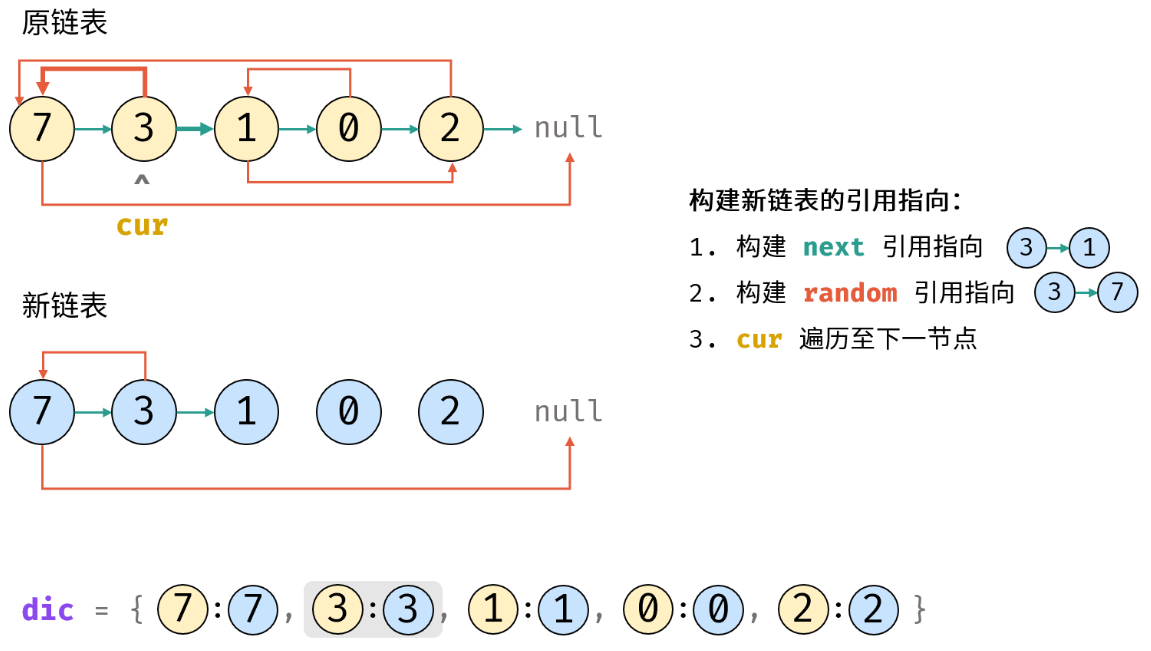 原链表
7 3 1 0 2 null
^
cur
构建新链表的引用指向：
1. 构建 next 引用指向 3 1
2. 构建 random 引用指向 3 7
3. cur 遍历至下一节点
新链表
7 3 1 0 2 null
dic = { 7:7, 3:3, 1:1, 0:0, 2:2 }